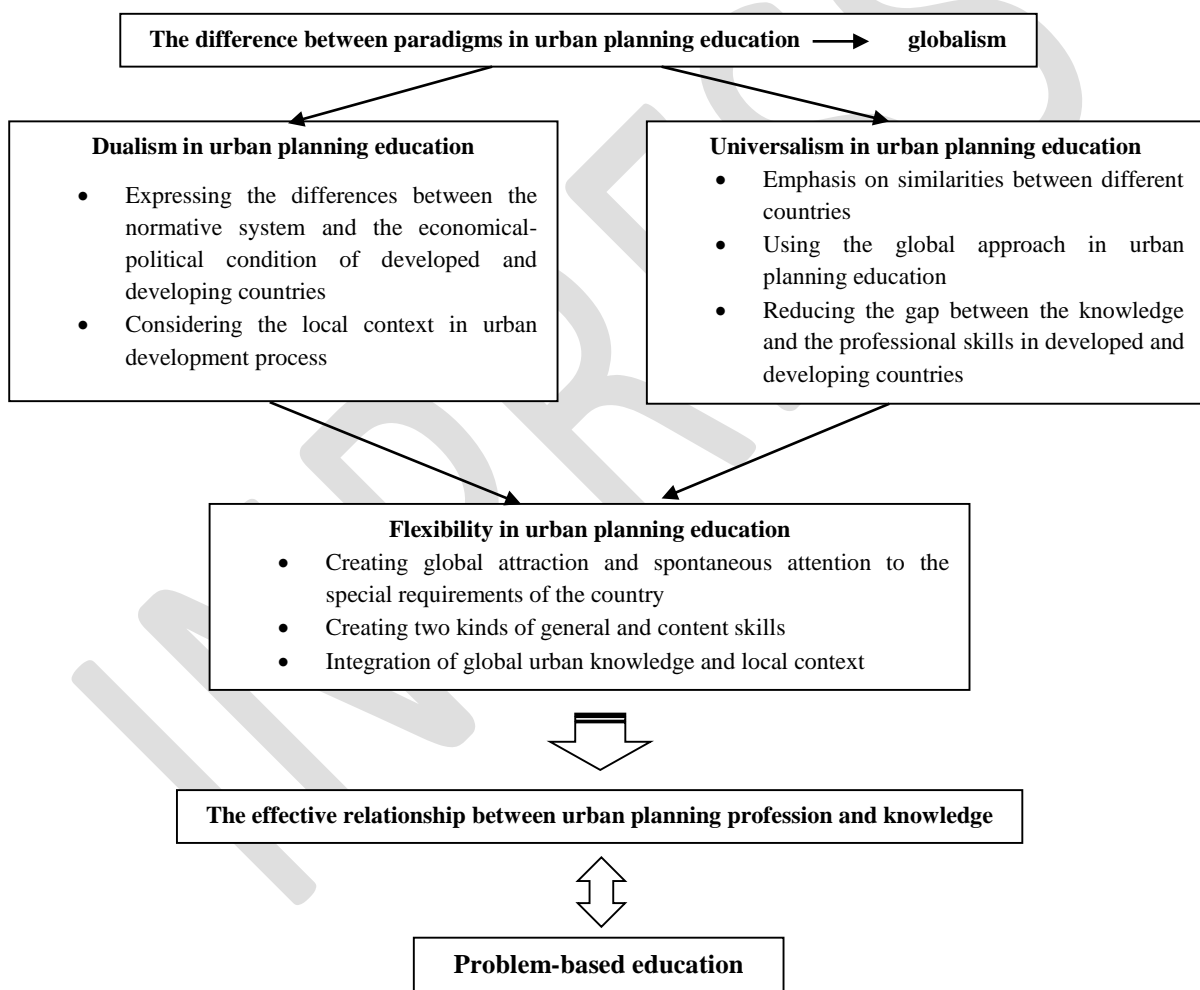 The difference between paradigms in urban planning education → globalism
Dualism in urban planning education
• Expressing the differences between the
normative system and the economical-
political condition of developed and
developing countries
• Considering the local context in urban
development process
Universalism in urban planning education
• Emphasis on similarities between different
countries
• Using the global approach in urban
planning education
• Reducing the gap between the knowledge
and the professional skills in developed and
developing countries
Flexibility in urban planning education
• Creating global attraction and spontaneous attention to the
special requirements of the country
• Creating two kinds of general and content skills
• Integration of global urban knowledge and local context
The effective relationship between urban planning profession and knowledge
Problem-based education